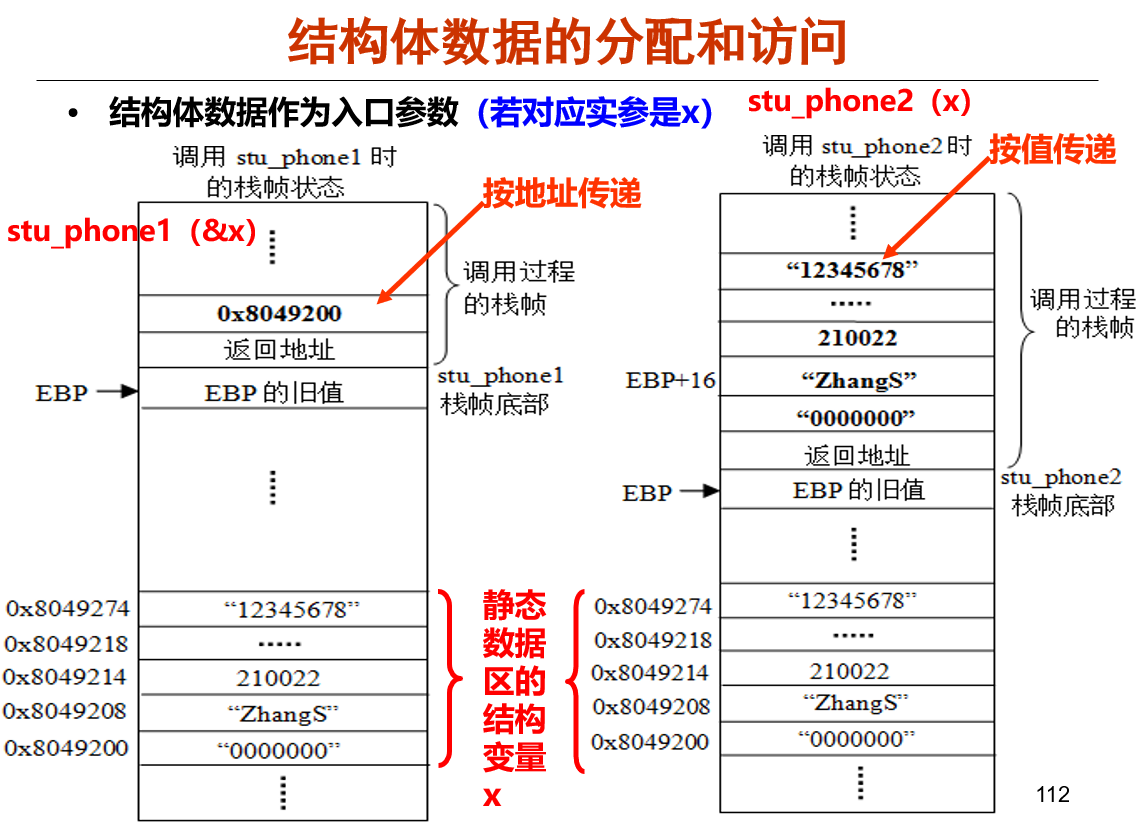 结构体数据的分配和访问
• 结构体数据作为入口参数（若对应实参是x）
stu_phone2（x）
调用 stu_phone1 时
的栈帧状态
stu_phone1（&x）
按地址传递
0x8049200
返回地址
EBP
EBP 的旧值
调用过程
的栈帧
stu_phone1
栈帧底部
0x8049274
“12345678”
0x8049218
·····
0x8049214
210022
0x8049208
“ZhangS”
0x8049200
“0000000”
静态
数据
区的
结构
变量
x
调用 stu_phone2 时
的栈帧状态
按值传递
“12345678”
·····
210022
EBP+16
“ZhangS”
“0000000”
返回地址
EBP
EBP 的旧值
调用过程
的栈帧
stu_phone2
栈帧底部
0x8049274
“12345678”
0x8049218
·····
0x8049214
210022
0x8049208
“ZhangS”
0x8049200
“0000000”
112